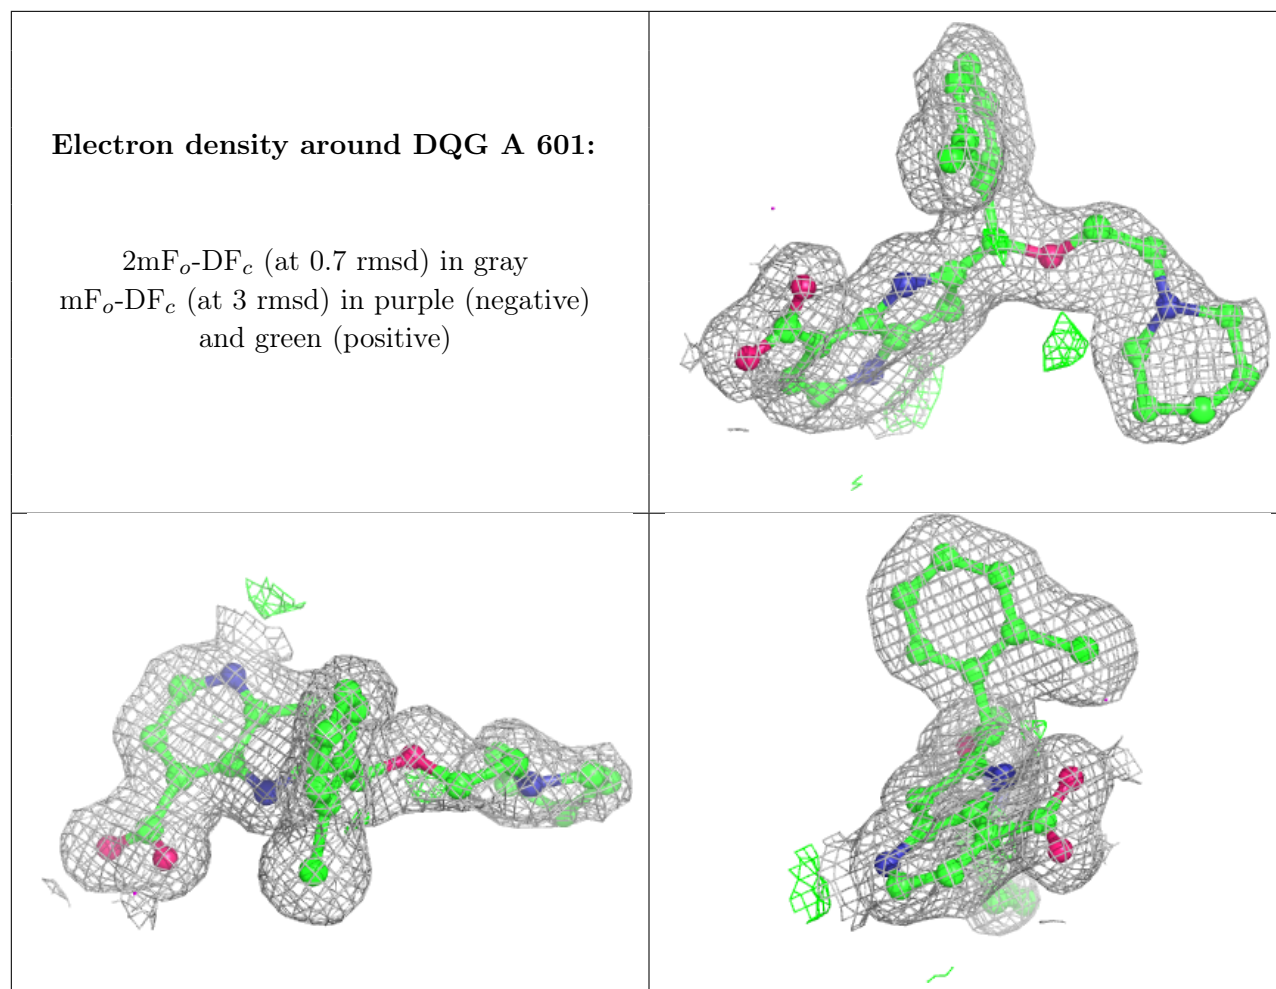 Electron density around DQG A 601:
2mFo-DFc (at 0.7 rmsd) in gray
mFo-DFc (at 3 rmsd) in purple (negative)
and green (positive)